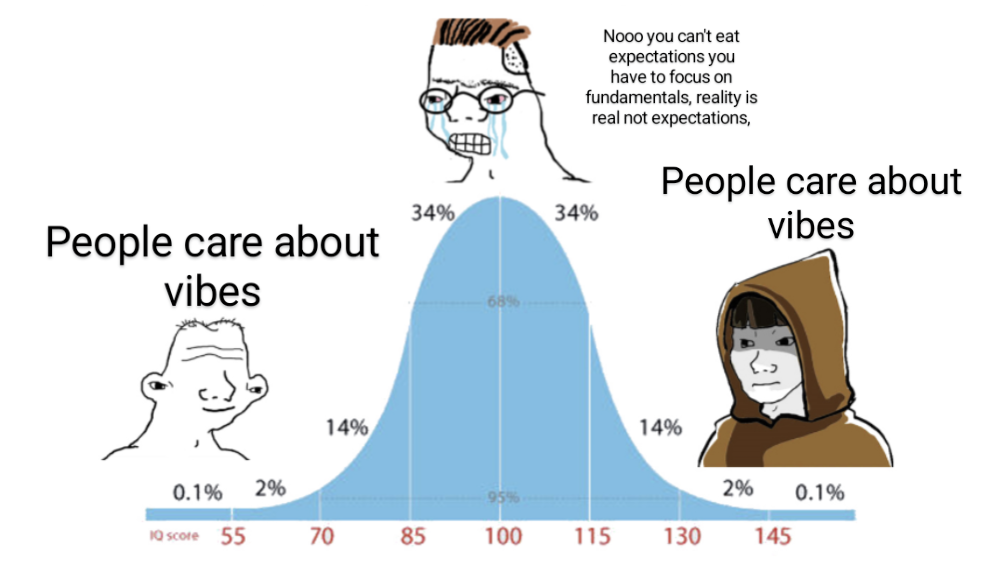 Nooo you can't eat
expectations you
have to focus on
fundamentals, reality is
real not expectations,
People care about
vibes
People care about
vibes
34%
34%
68%
14%
14%
0.1%
2%
95%
2%
0.1%
IQ score
55
70
85
100
115
130
145